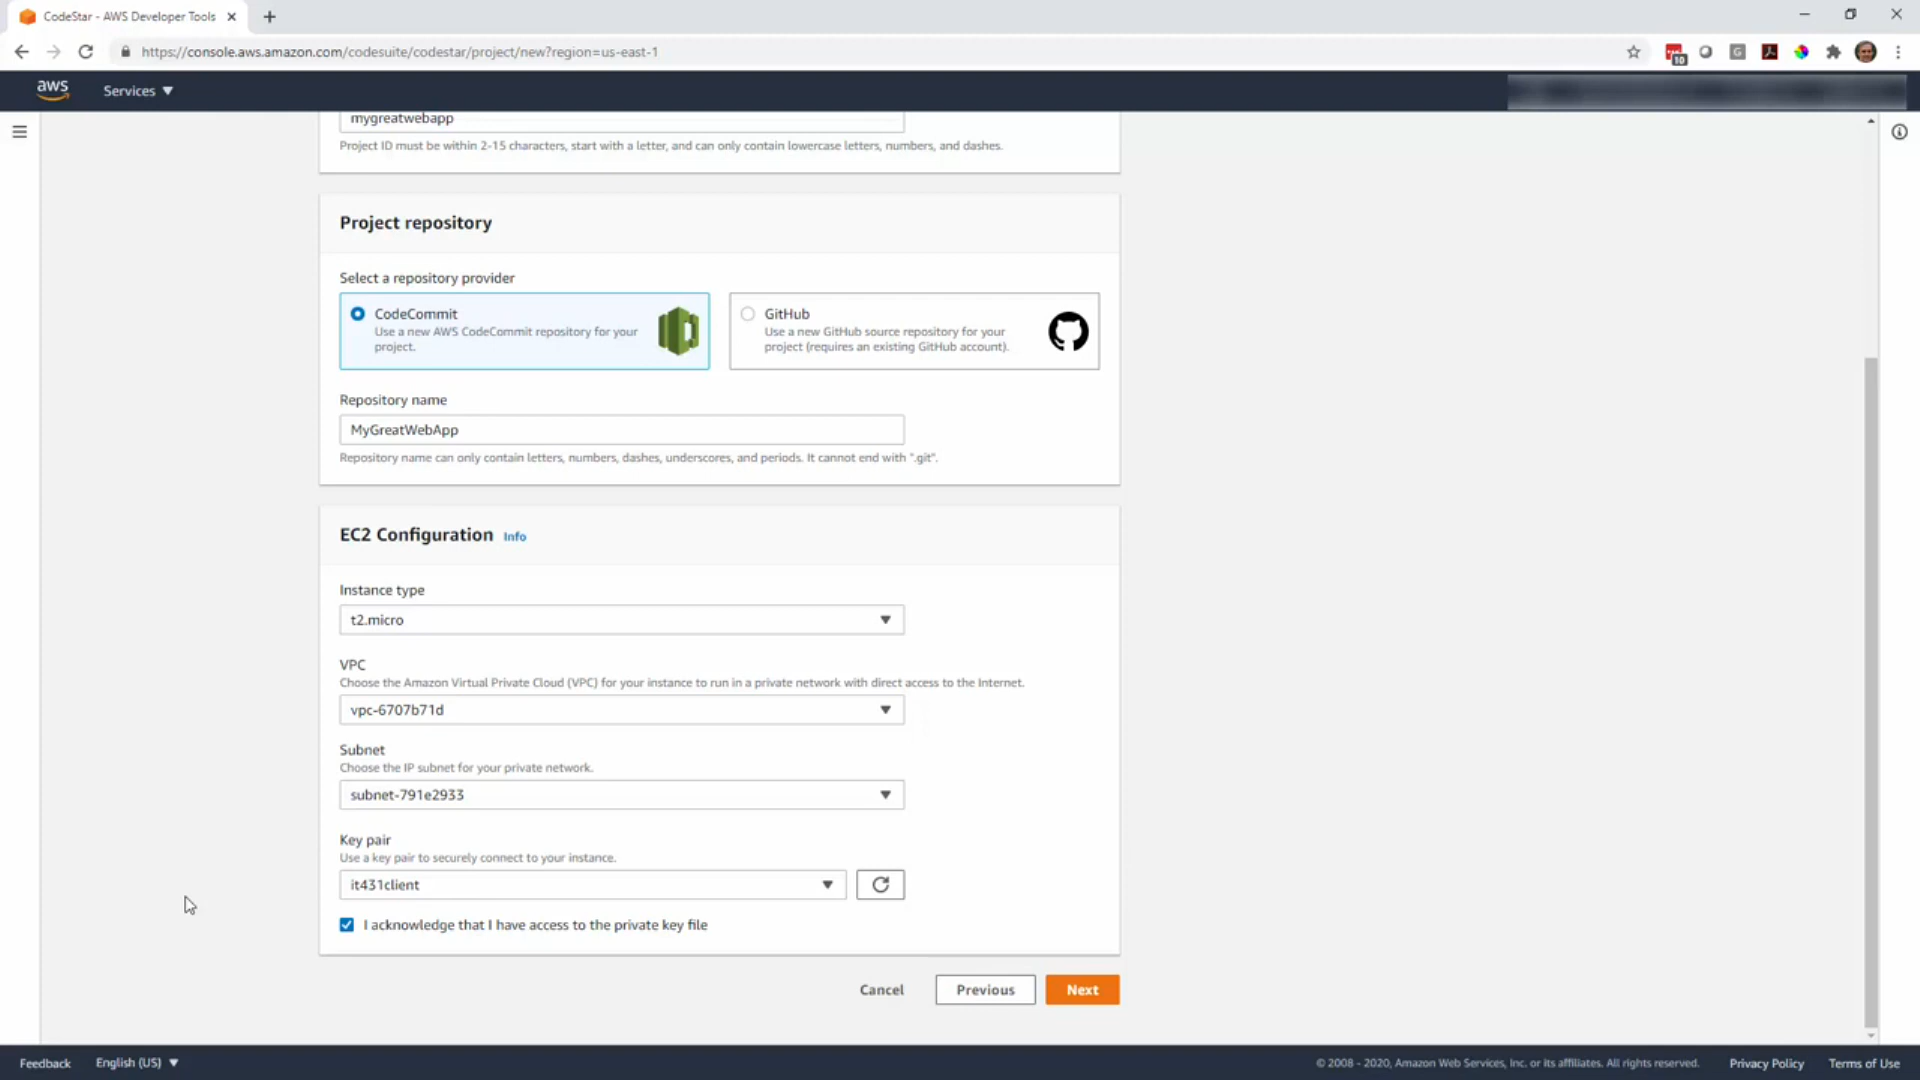 CodeStar - AWS Developer Tools
https://console.aws.amazon.com/codesuite/codestar/project/new?region=us-east-1
10
G
aws
Services
mygreatwebapp
Project ID must be within 2-15 characters, start with a letter, and can only contain lowercase letters, numbers, and dashes.
Project repository
Select a repository provider
CodeCommit
Use a new AWS CodeCommit repository for your
project.
GitHub
Use a new GitHub source repository for your
project (requires an existing GitHub account).
Repository name
MyGreatWebApp
Repository name can only contain letters, numbers, dashes, underscores, and periods. It cannot end with ".git".
EC2 Configuration Info
Instance type
t2.micro
VPC
Choose the Amazon Virtual Private Cloud (VPC) for your instance to run in a private network with direct access to the Internet.
vpc-6707b71d
Subnet
Choose the IP subnet for your private network.
subnet-791e2933
Key pair
Use a key pair to securely connect to your instance.
it431client
I acknowledge that I have access to the private key file
Cancel Previous Next
Feedback English (US) © 2008 - 2020, Amazon Web Services, Inc. or its affiliates. All rights reserved. Privacy Policy Terms of Use